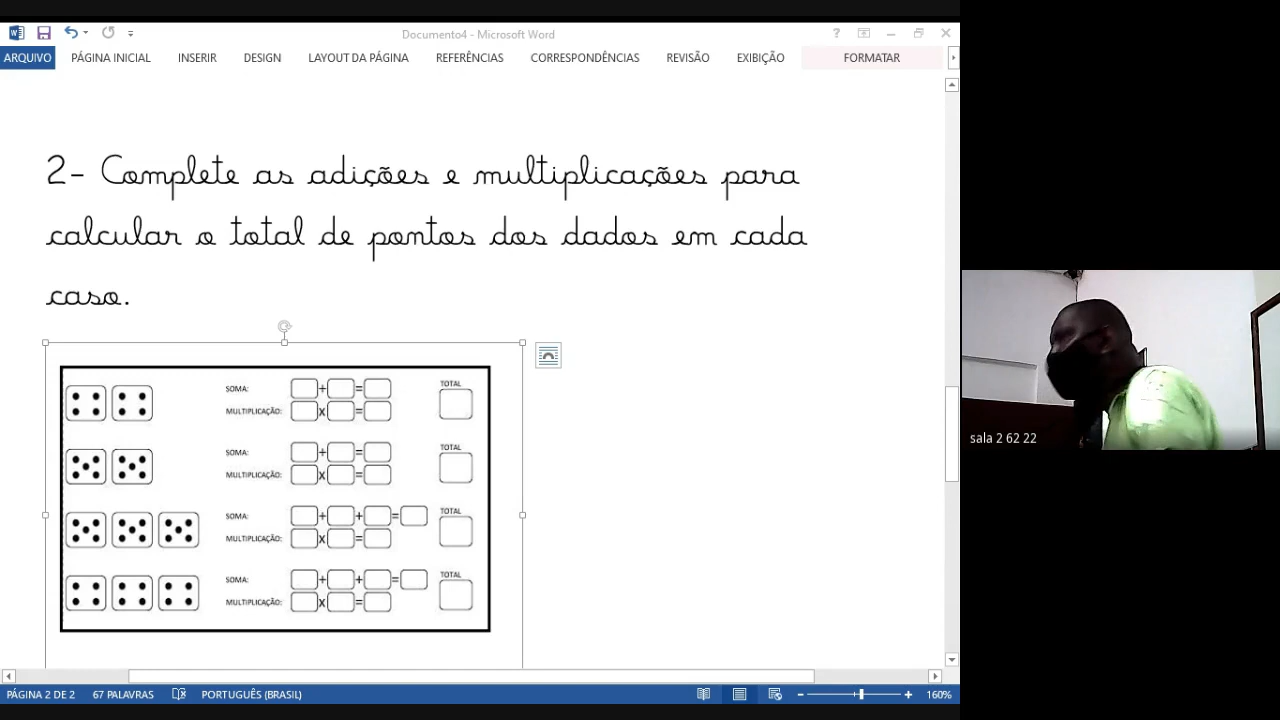 Documento4 - Microsoft Word
?
ARQUIVO PÁGINA INICIAL INSERIR DESIGN LAYOUT DA PÁGINA REFERÊNCIAS CORRESPONDÊNCIAS REVISÃO EXIBIÇÃO FORMATAR
2- Complete as adições e multiplicações para
calcular o total de pontos dos dados em cada
caso.
SOMA: + = TOTAL
MULTIPLICAÇÃO: x =
SOMA: + = TOTAL
MULTIPLICAÇÃO: x =
SOMA: + + = TOTAL
MULTIPLICAÇÃO: x =
SOMA: + + = TOTAL
MULTIPLICAÇÃO: x =
sala 2 62 22
PÁGINA 2 DE 2 67 PALAVRAS PORTUGUÊS (BRASIL) 160%